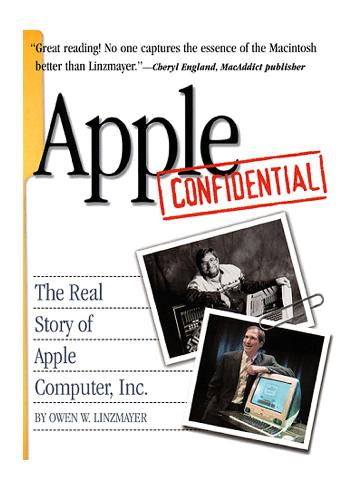 “Great reading! No one captures the essence of the Macintosh
better than Linzmayer.”—Cheryl England, MacAddict publisher
Apple
CONFIDENTIAL
The Real
Story of
Apple
Computer, Inc.
BY OWEN W. LINZMAYER